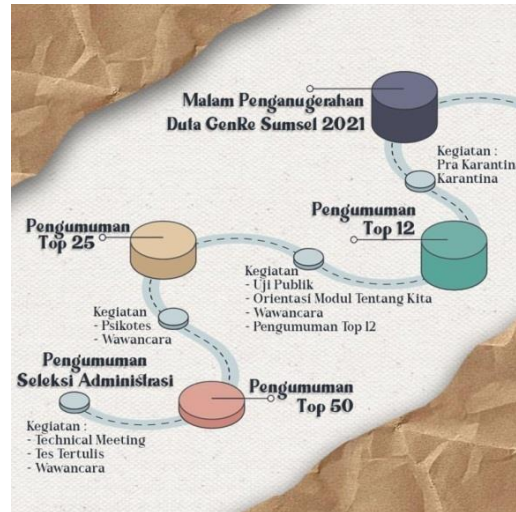 Malam Penganugerahan
Duta GenRe Sumsel 2021
Kegiatan :
Pra Karantin
Karantina
Pengumuman
Top 12
Pengumuman
Top 25
Kegiatan
- Uji Publik
- Orientasi Modul Tentang Kita
- Wawancara
- Pengumuman Top 12
Kegiatan
- Psikotes
- Wawancara
Pengumuman
Seleksi Administrasi
Pengumuman
Top 50
Kegiatan :
- Technical Meeting
- Tes Tertulis
- Wawancara